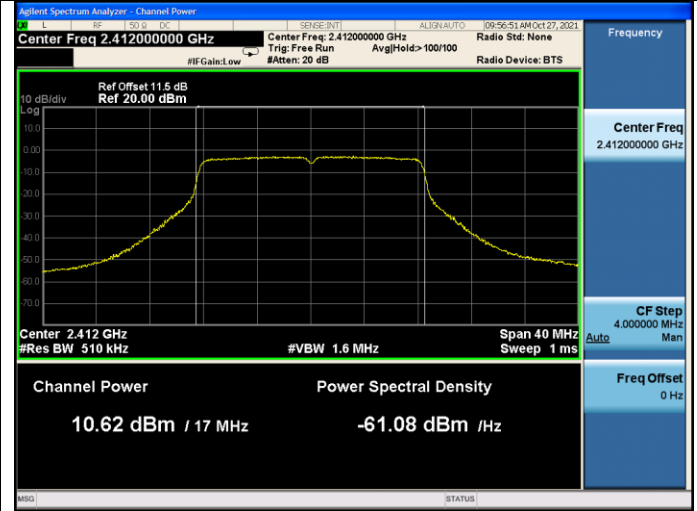 Agilent Spectrum Analyzer - Channel Power
L RF 50 Ω DC SENSE:INT ALIGN AUTO 09:56:51 AM Oct 27, 2021
Center Freq 2.412000000 GHz
Center Freq: 2.412000000 GHz
Radio Std: None
Trig: Free Run Avg|Hold:> 100/100
#IFGain:Low
#Atten: 20 dB
Radio Device: BTS
Ref Offset 11.5 dB
10 dB/div Ref 20.00 dBm
Log
10.0
0.00
-10.0
-20.0
-30.0
-40.0
-50.0
-60.0
-70.0
Center 2.412 GHz Span 40 MHz
#Res BW 510 kHz #VBW 1.6 MHz Sweep 1 ms
Channel Power Power Spectral Density
10.62 dBm / 17 MHz -61.08 dBm /Hz
Frequency
Center Freq
2.412000000 GHz
CF Step
4.000000 MHz
Auto Man
Freq Offset
0 Hz
MSG STATUS